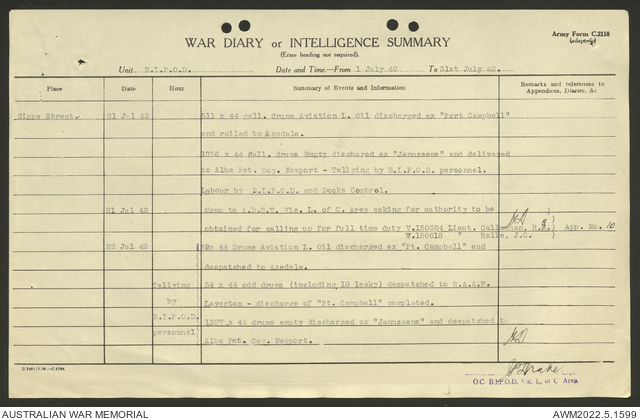 Army Form C.2118
(adapted)
WAR DIARY or INTELLIGENCE SUMMARY
(Erase heading not required).
Unit B.I.P.O.D. Date and Time.—From 1 July.42 To 31st July.42.
Place Date Hour Summary of Events and Information Remarks and references to Appendices, Diaries, &c.
Gipps Street. 21 Jul 42 511 x 44 gall. drums Aviation L. Oil discharged ex "Port Campbell"
and railed to Axedale.
1756 x 44 gall. drums Empty dischared ex "Janussens" and delivered
to Alba Pet. Coy. Newport - Tallying by B.I.P.O.D. personnel.
Labour by B.I.P.O.D. and Docks Control.
21 Jul 42 Memo to A.D.S.T. Vic. L. of C. Area asking for authority to be
obtained for calling up for full time duty V.150384 Lieut. Callaghan, App. No. 10
V.150618 " Rolls, J.C.
22 Jul 42 592 x 44 Drums Aviation L. Oil discharged ex "Pt. Campbell" and
despatched to Axedale.
Tallying 34 x 44 odd drums (including 18 leaky) despatched to R.A.A.F.
by Laverton - discharge of "Pt. Campbell" completed.
B.I.P.O.D. 1387 x 44 drums empty discharged ex "Janussens" and despatched to
personnel Alba Pet. Coy. Newport.
Drake
O.C. B.I.P.O.D. Vic. L. of C. Area
AUSTRALIAN WAR MEMORIAL AWM2022.5.1599